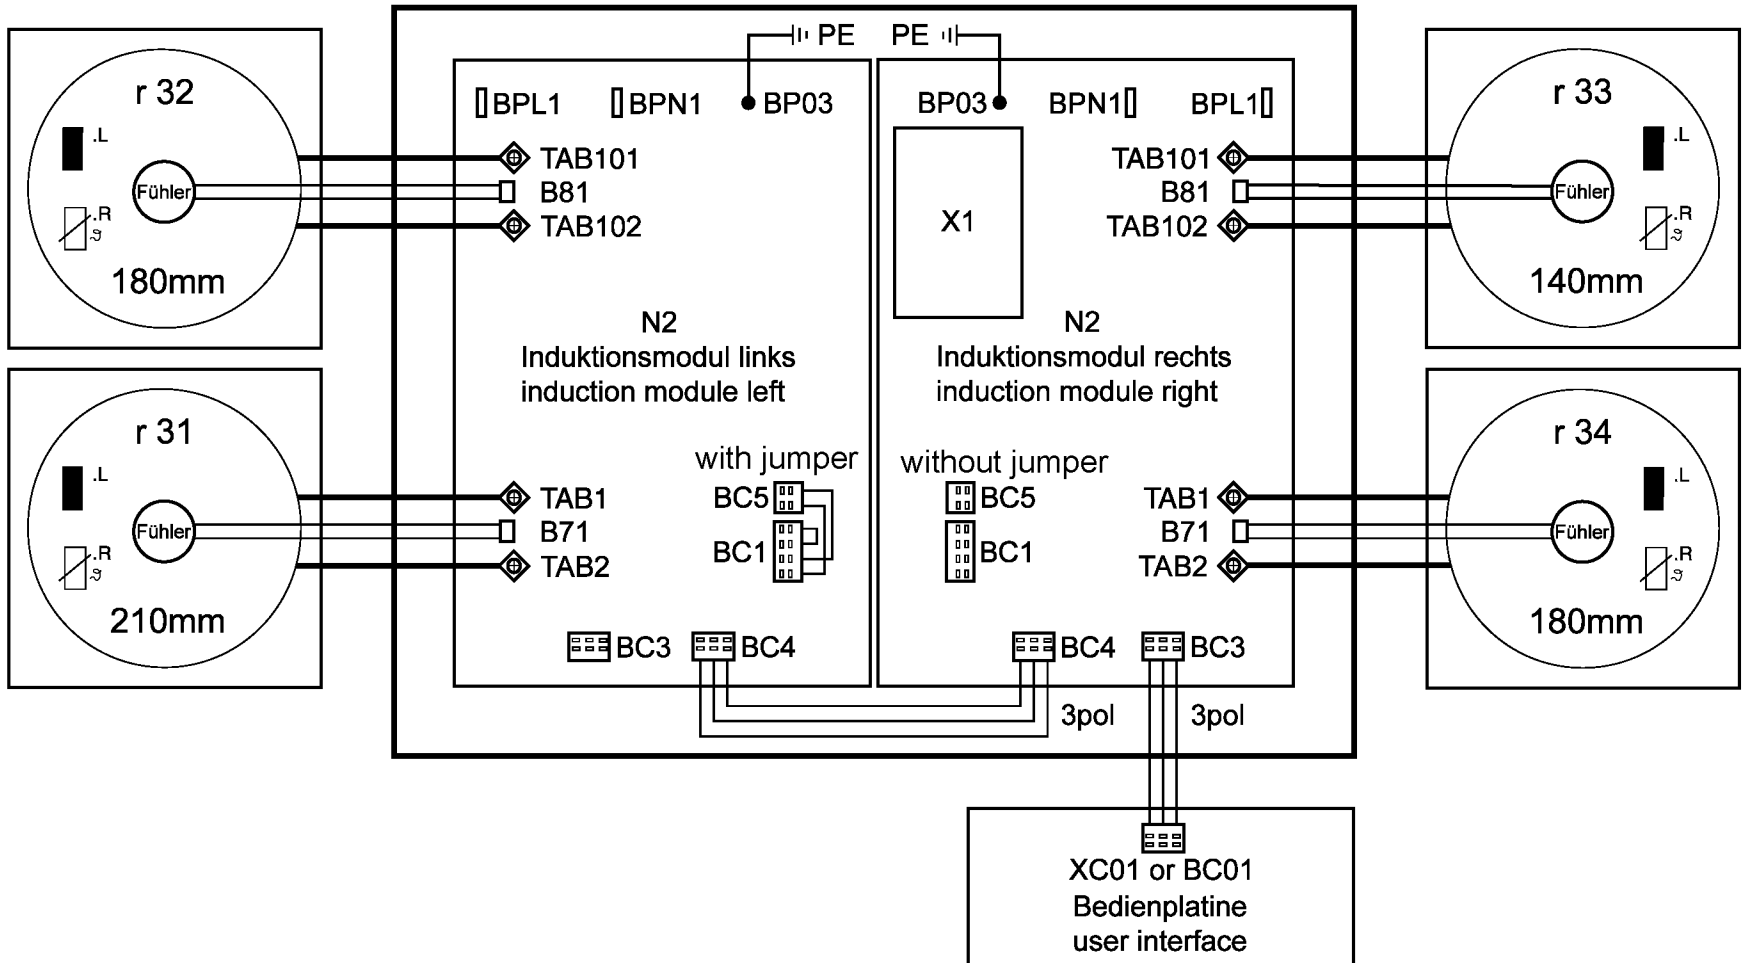 PE
PE
r 32
.L
Fühler
.R
ϑ
180mm
r 31
.L
Fühler
.R
ϑ
210mm
BPL1
BPN1
BP03
TAB101
B81
TAB102
N2
Induktionsmodul links
induction module left
with jumper
BC5
BC1
TAB1
B71
TAB2
BC3
BC4
BP03
BPN1
BPL1
X1
TAB101
B81
TAB102
N2
Induktionsmodul rechts
induction module right
without jumper
BC5
BC1
TAB1
B71
TAB2
BC4
BC3
3pol
3pol
r 33
.L
Fühler
.R
ϑ
140mm
r 34
.L
Fühler
.R
ϑ
180mm
XC01 or BC01
Bedienplatine
user interface